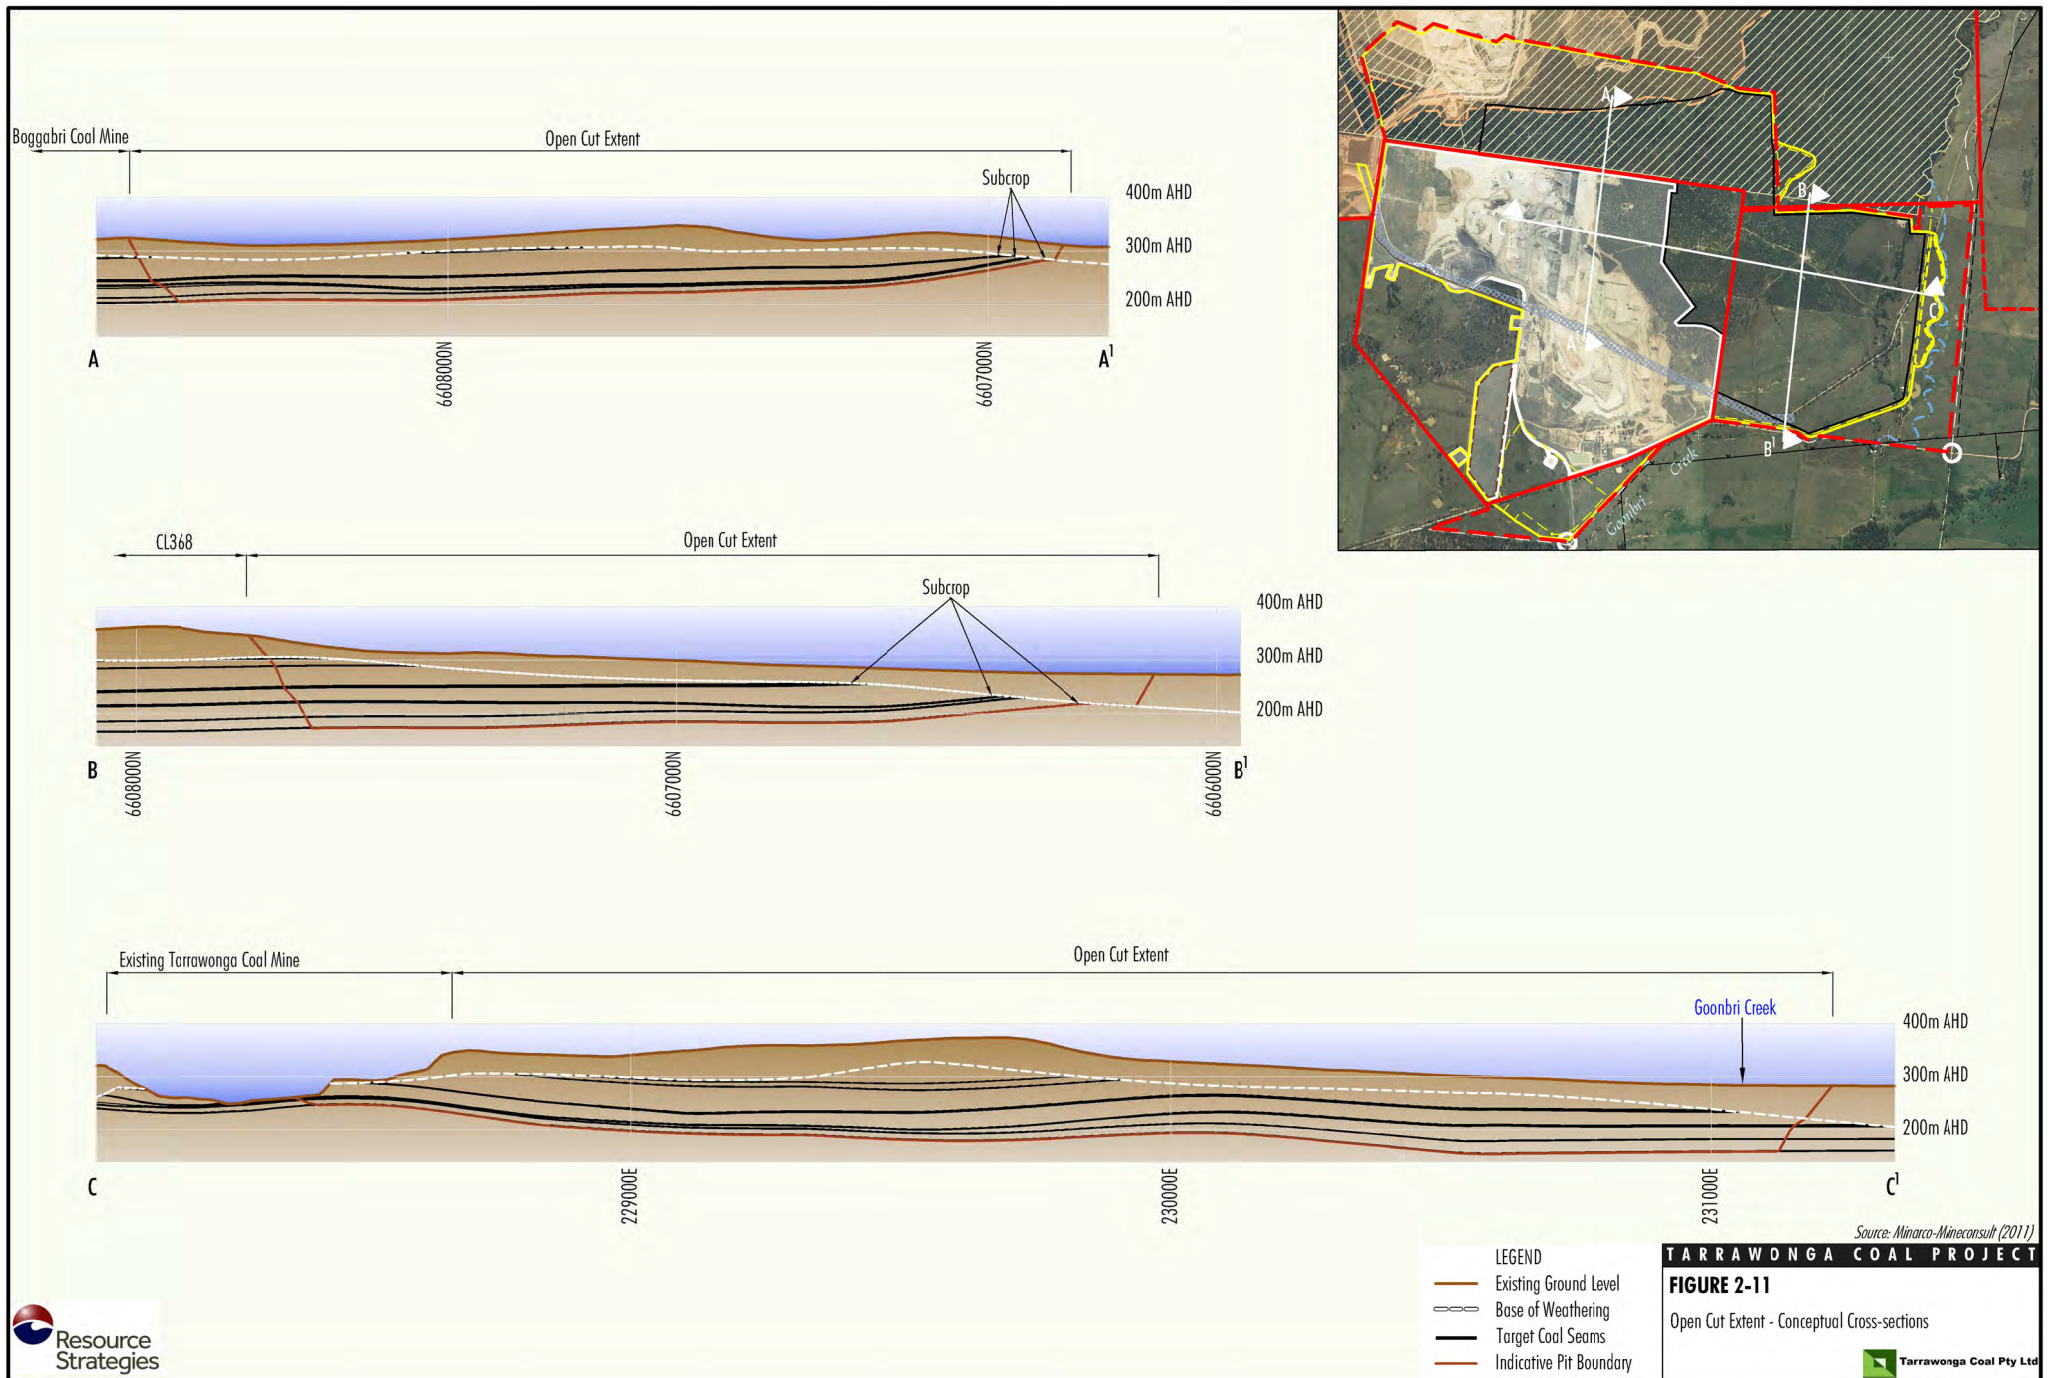 Boggabri Coal Mine
Open Cut Extent
Subcrop
400m AHD
300m AHD
200m AHD
A
A¹
6608000N
6607000N
CL368
Open Cut Extent
Subcrop
400m AHD
300m AHD
200m AHD
B
B¹
6608000N
6607000N
6606000N
Existing Tarrawonga Coal Mine
Open Cut Extent
Goonbri Creek
400m AHD
300m AHD
200m AHD
C
C¹
229000E
230000E
231000E
A
B
C
C
A
B¹
Goonbri Creek
Source: Minarco-Mineconsult (2011)
LEGEND
Existing Ground Level
Base of Weathering
Target Coal Seams
Indicative Pit Boundary
TARRAWONGA COAL PROJECT
FIGURE 2-11
Open Cut Extent - Conceptual Cross-sections
Tarrawonga Coal Pty Ltd
Resource
Strategies